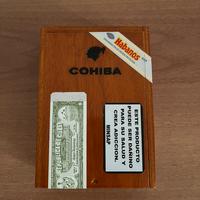 Habanos
COHIBA
ESTE PRODUCTO
PUEDE SER DAÑINO
PARA SU SALUD Y
CREA ADICCION.
MINSAP